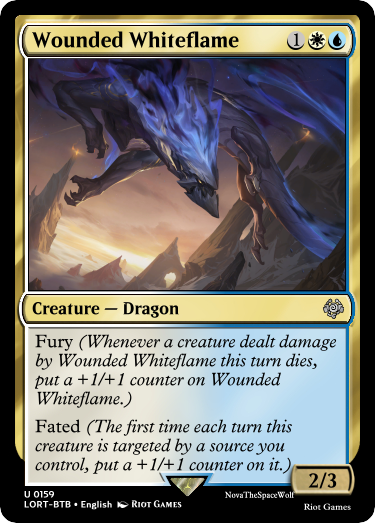 Wounded Whiteflame 1
Creature — Dragon
Fury (Whenever a creature dealt damage
by Wounded Whiteflame this turn dies,
put a +1/+1 counter on Wounded
Whiteflame.)
Fated (The first time each turn this
creature is targeted by a source you
control, put a +1/+1 counter on it.)
2/3
U 0159
LORT-BTB • English Riot Games
NovaTheSpaceWolf
Riot Games